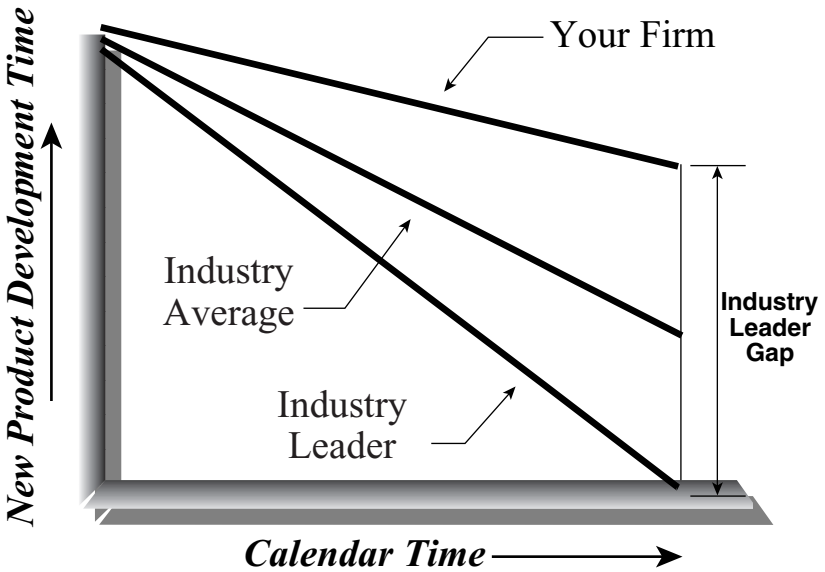 Your Firm
New Product Development Time
Industry
Average
Industry
Leader
Gap
Industry
Leader
Calendar Time